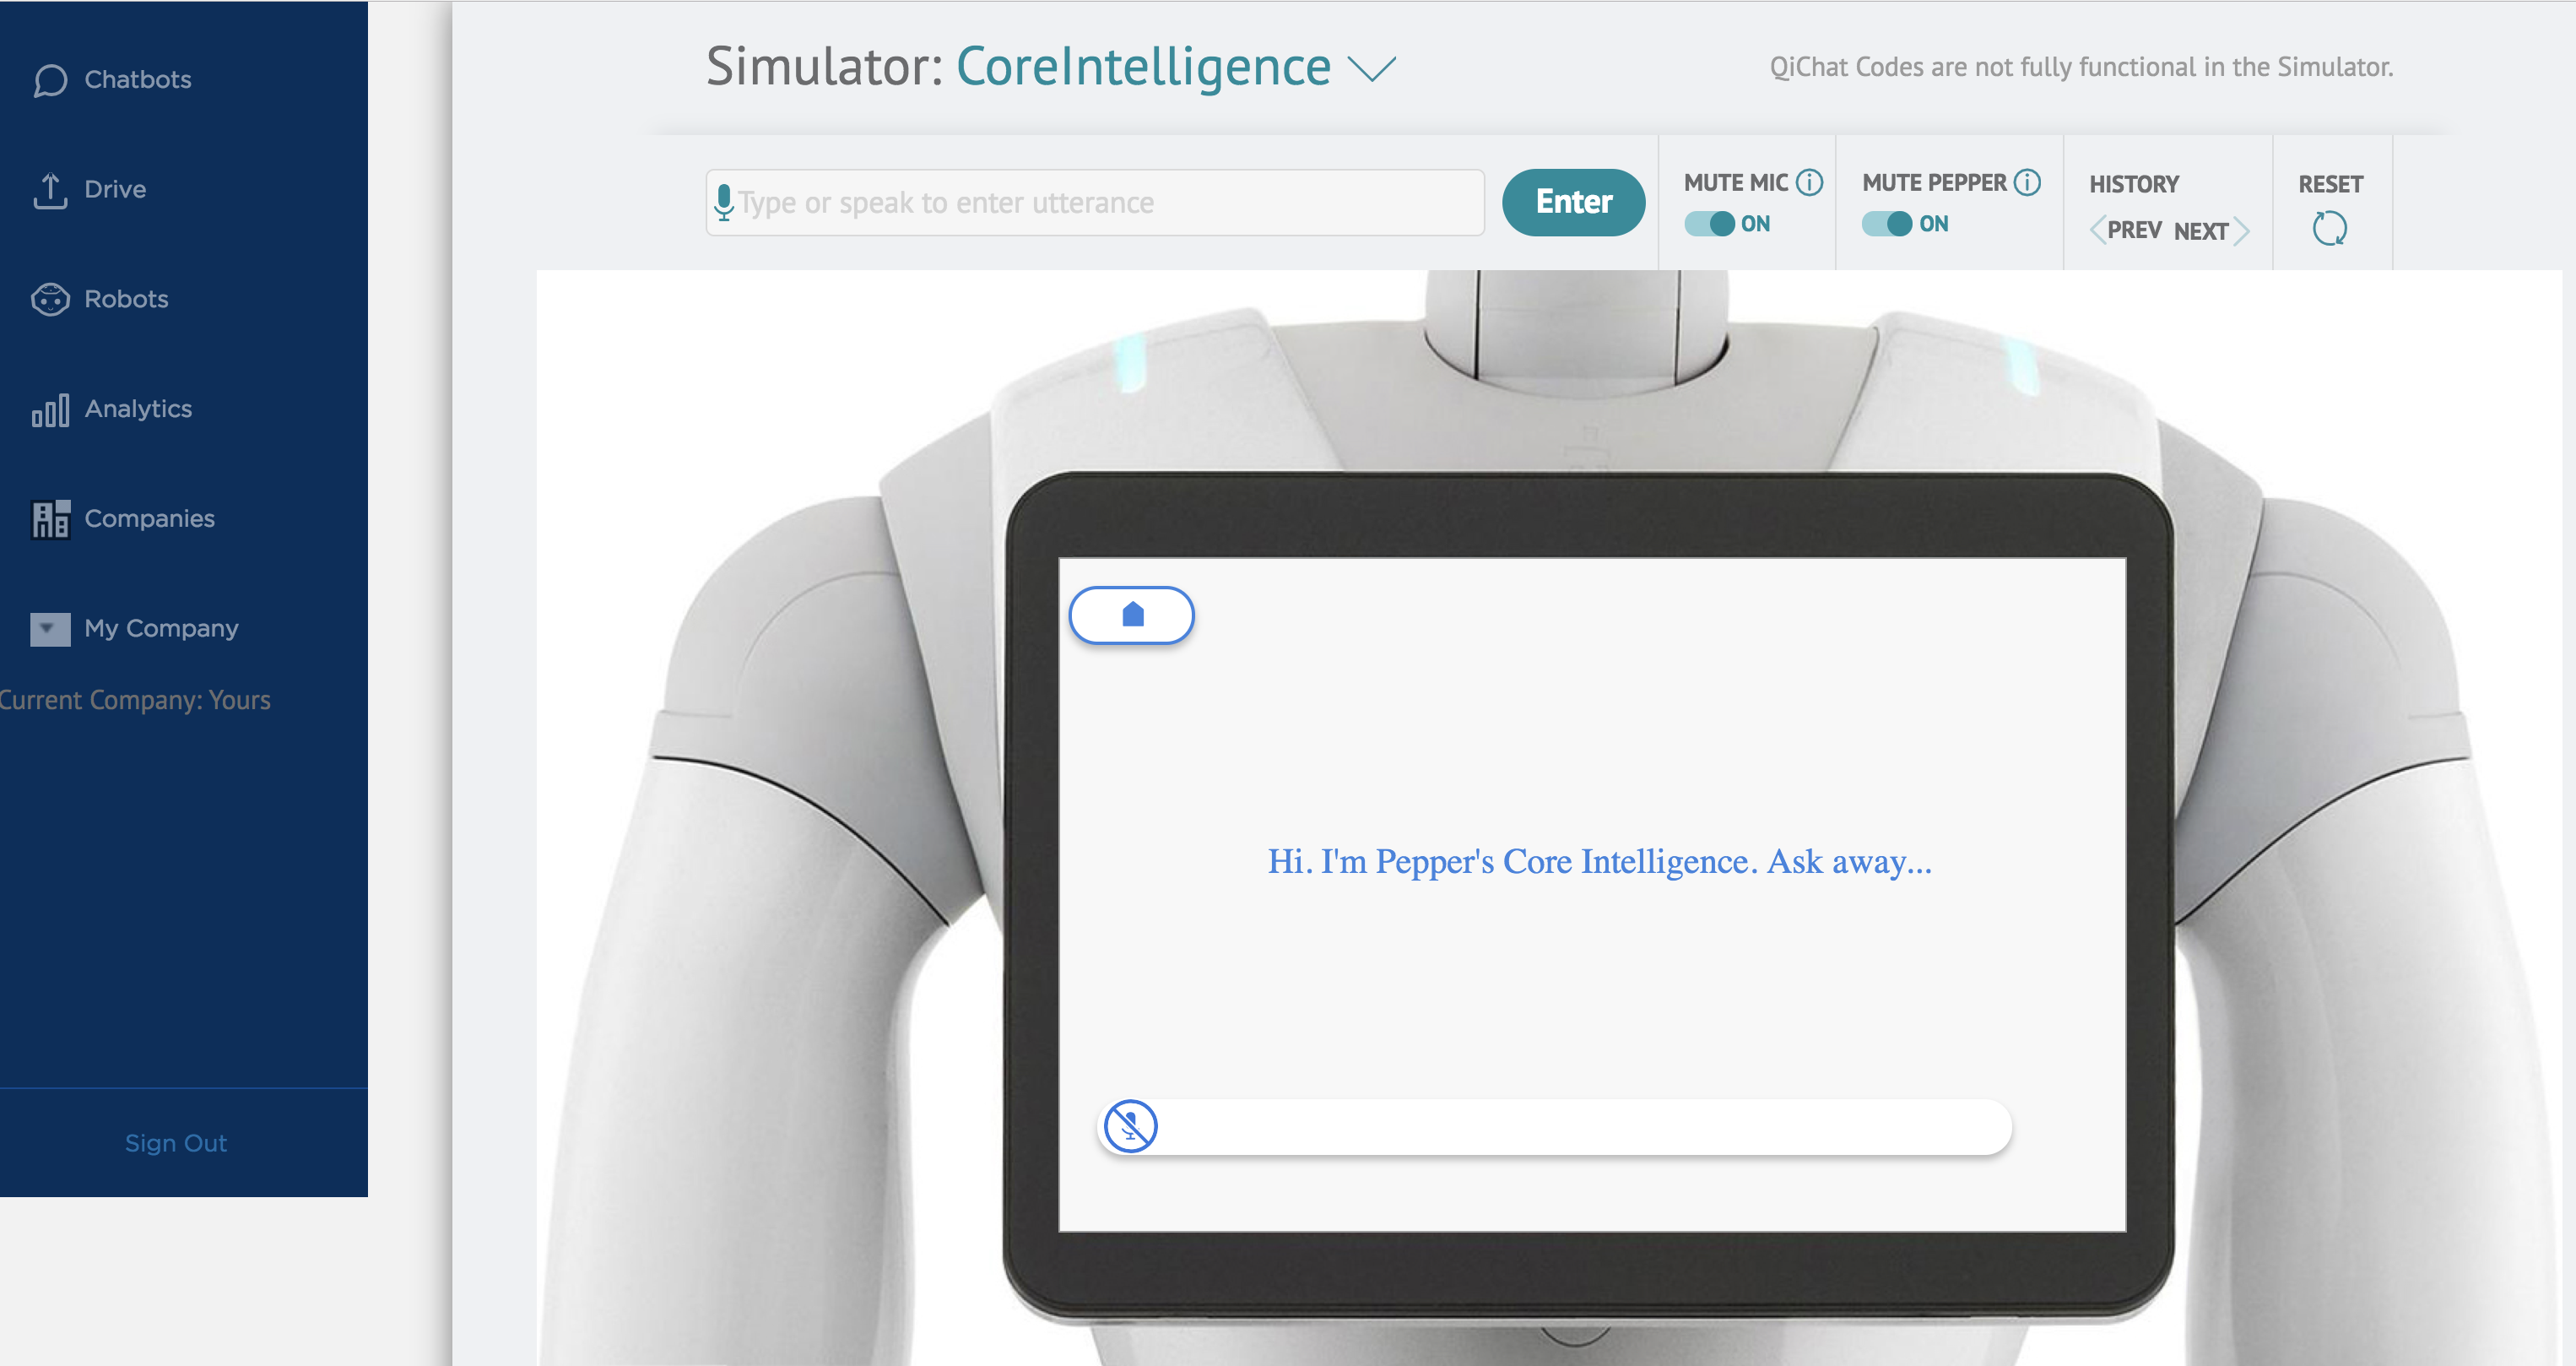 Chatbots
Drive
Robots
Analytics
Companies
My Company
Current Company: Yours
Sign Out
Simulator: CoreIntelligence
QiChat Codes are not fully functional in the Simulator.
Type or speak to enter utterance
Enter
MUTE MIC
ON
MUTE PEPPER
ON
HISTORY
PREV NEXT
RESET
Hi. I'm Pepper's Core Intelligence. Ask away...